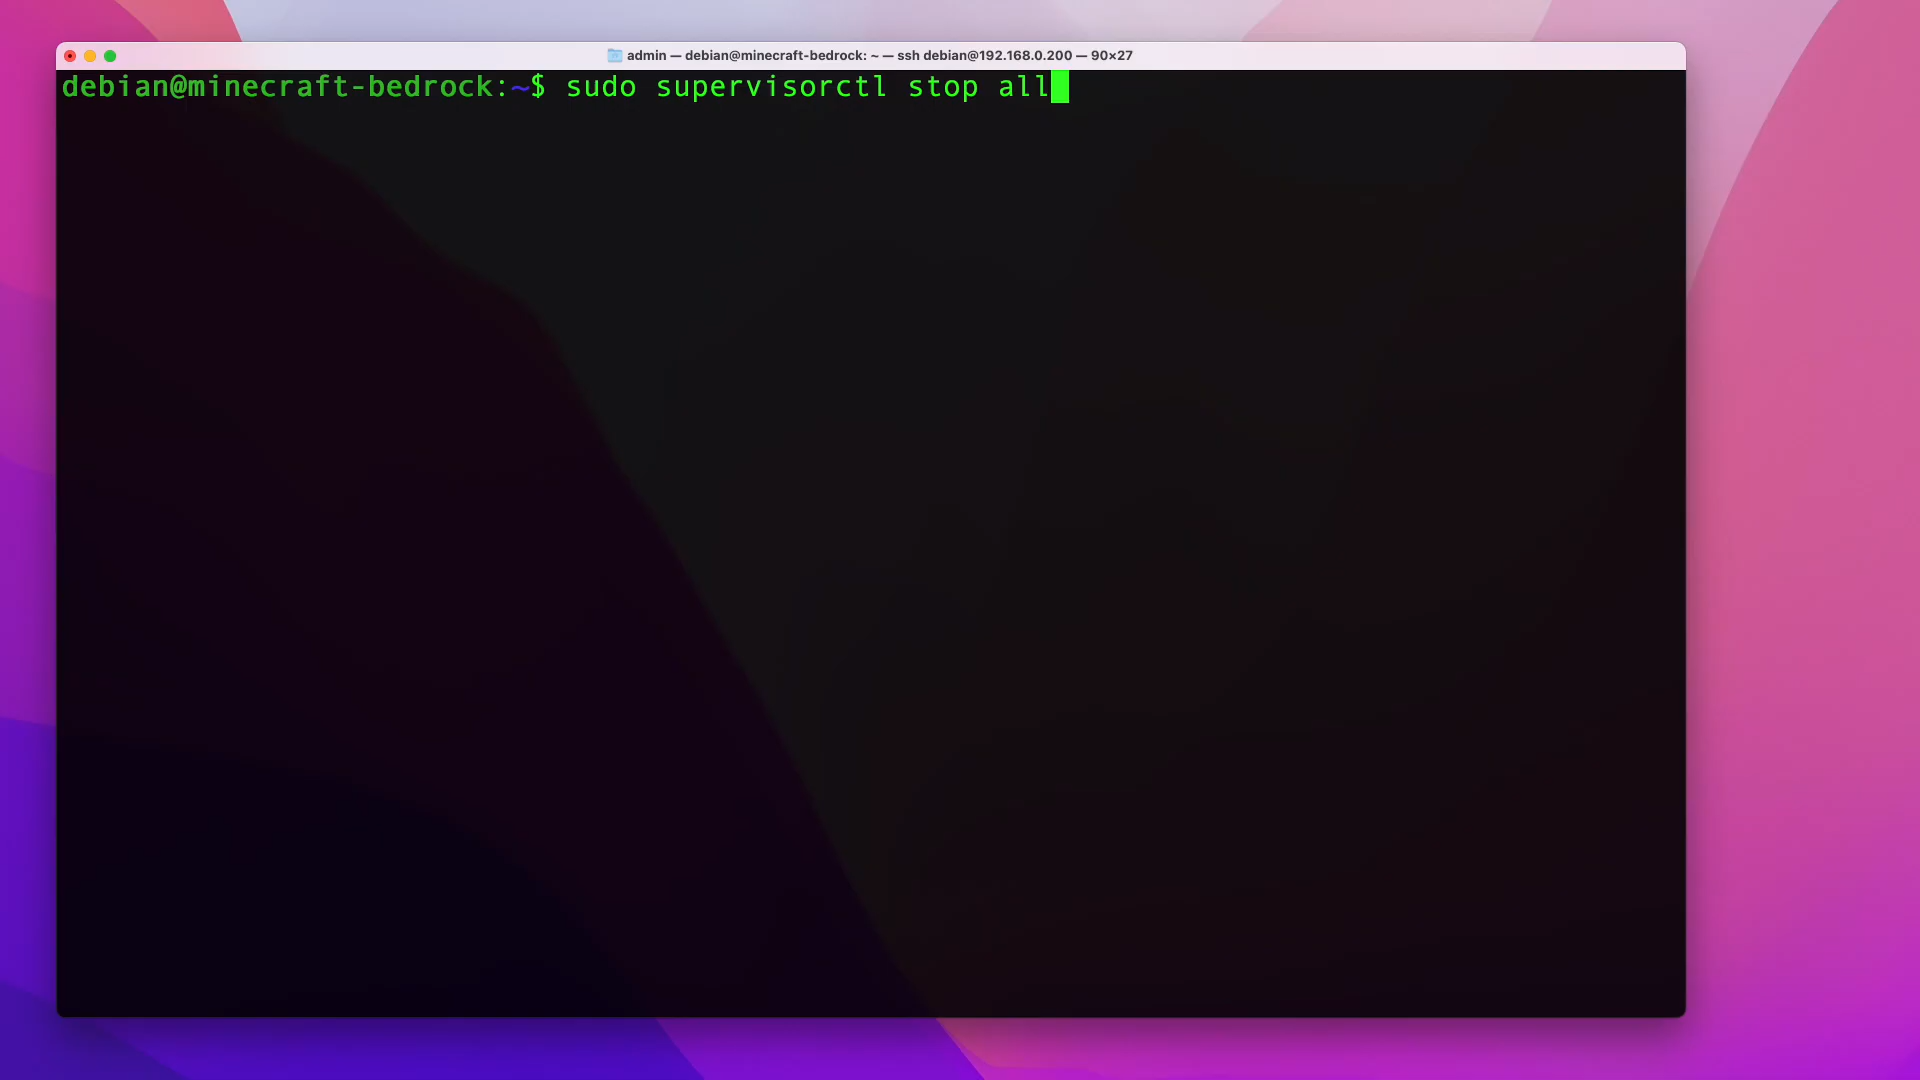 admin — debian@minecraft-bedrock: ~ — ssh debian@192.168.0.200 — 90×27
debian@minecraft-bedrock:~$ sudo supervisorctl stop all